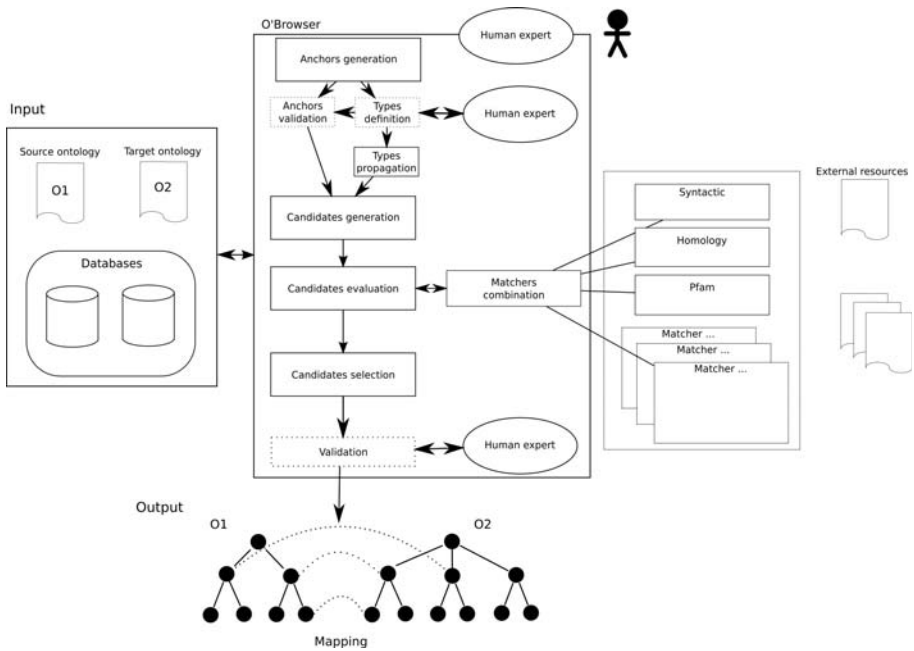 O'Browser
Human expert
Anchors generation
Input
Anchors
validation
Types
definition
Human expert
Source ontology
Target ontology
Types
propagation
O1
O2
External resources
Syntactic
Candidates generation
Homology
Databases
Candidates evaluation
Matchers
combination
Pfam
Matcher ...
Matcher ...
Matcher ...
Candidates selection
Validation
Human expert
Output
O1
O2
Mapping